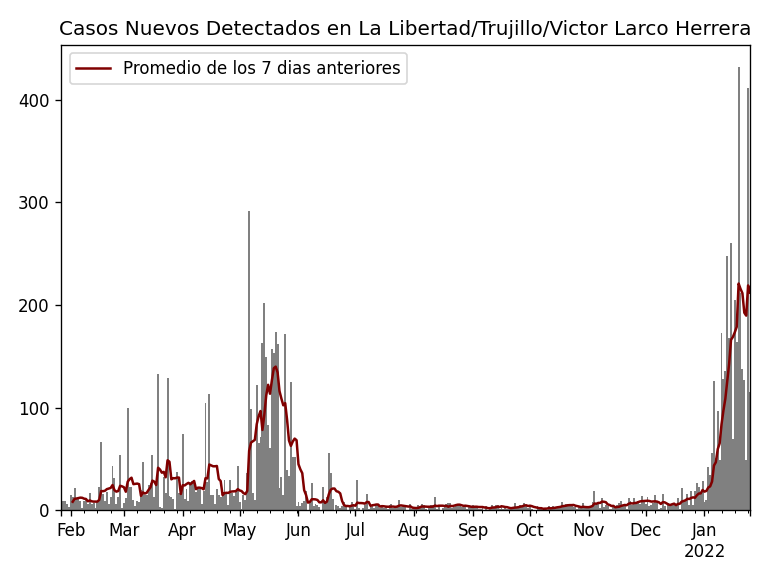 Casos Nuevos Detectados en La Libertad/Trujillo/Victor Larco Herrera
Promedio de los 7 dias anteriores
400
300
200
100
0
Feb Mar Apr May Jun Jul Aug Sep Oct Nov Dec Jan
2022